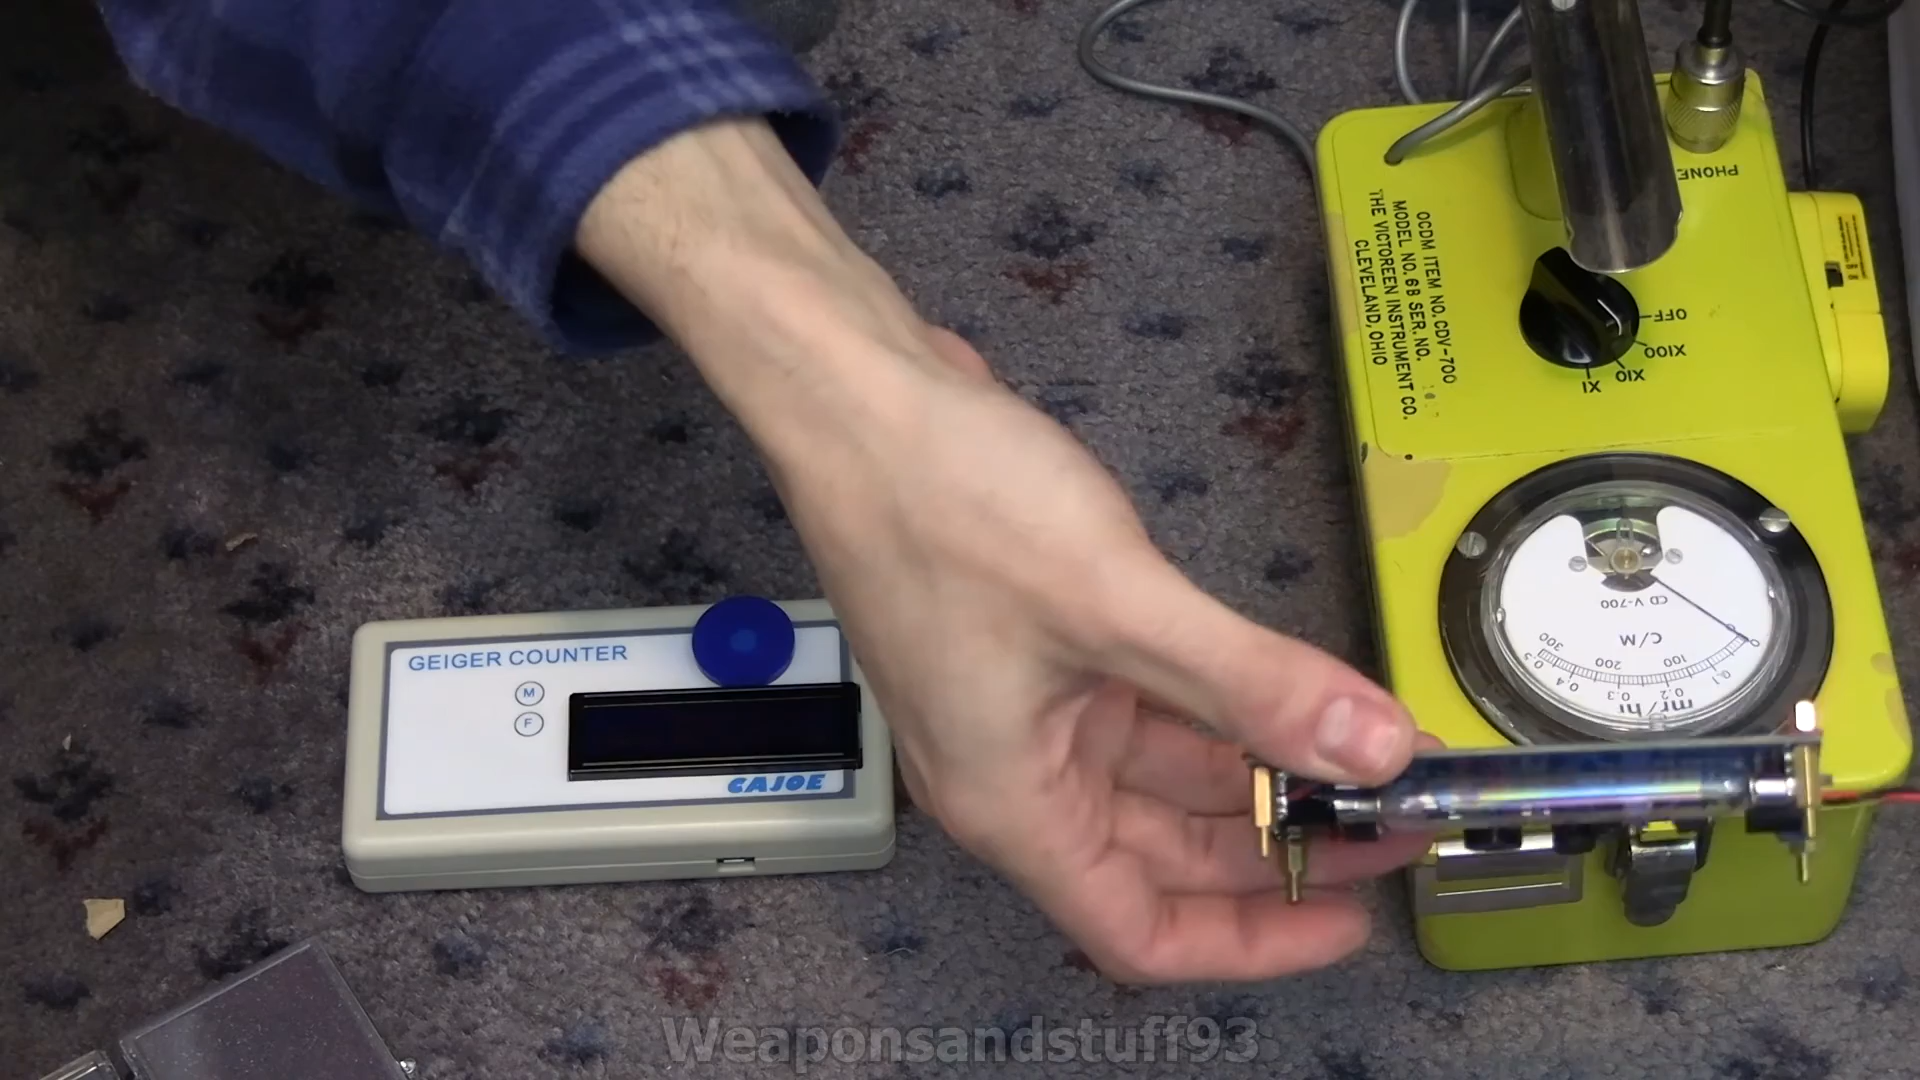 GEIGER COUNTER
M
F
CAJOE
PHONE
OCDM ITEM NO. CDV-700
MODEL NO. 6B SER. NO.
THE VICTOREEN INSTRUMENT CO.
CLEVELAND, OHIO
OFF
X100
X10
X1
CD V-700
C/M
0 100 200 300
0 0.1 0.2 0.3 0.4 0.5
mr/hr
Weaponsandstuff93